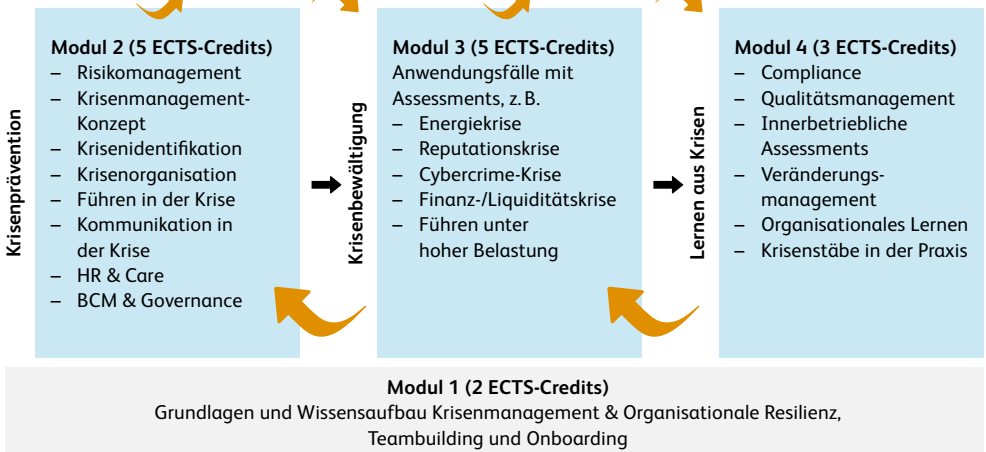 Krisenprävention
Modul 2 (5 ECTS-Credits)
– Risikomanagement
– Krisenmanagement-
Konzept
– Krisenidentifikation
– Krisenorganisation
– Führen in der Krise
– Kommunikation in
der Krise
– HR & Care
– BCM & Governance
Krisenbewältigung
Modul 3 (5 ECTS-Credits)
Anwendungsfälle mit
Assessments, z. B.
– Energiekrise
– Reputationskrise
– Cybercrime-Krise
– Finanz-/Liquiditätskrise
– Führen unter
hoher Belastung
Lernen aus Krisen
Modul 4 (3 ECTS-Credits)
– Compliance
– Qualitätsmanagement
– Innerbetriebliche
Assessments
– Veränderungs-
management
– Organisationales Lernen
– Krisenstäbe in der Praxis
Modul 1 (2 ECTS-Credits)
Grundlagen und Wissensaufbau Krisenmanagement & Organisationale Resilienz,
Teambuilding und Onboarding